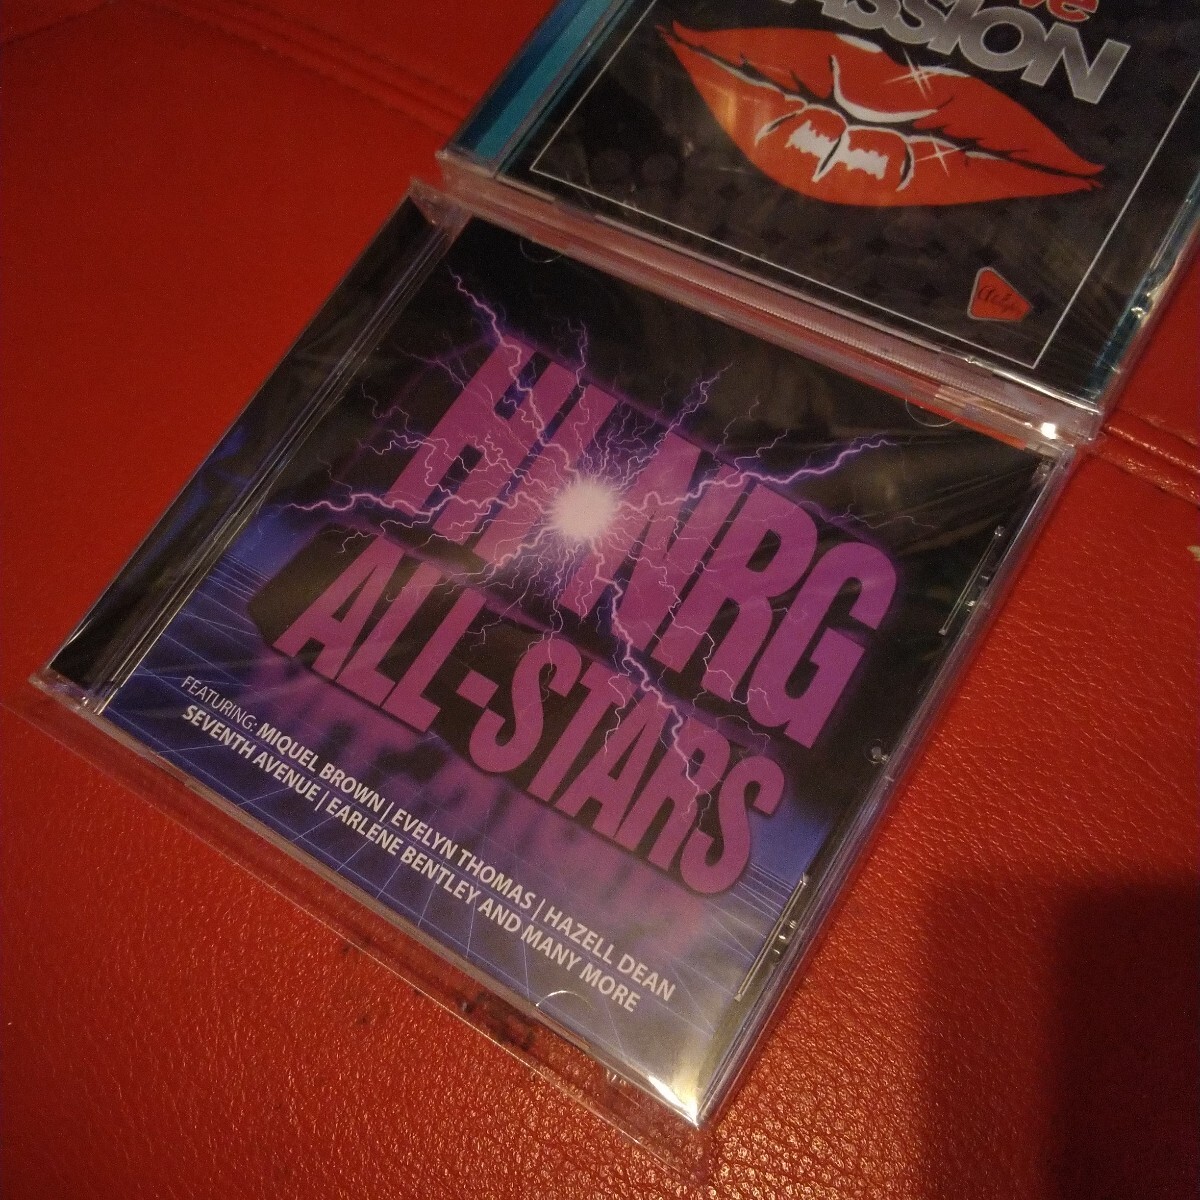 PASSION
HI-NRG
ALL-STARS
FEATURING: MIQUEL BROWN | EVELYN THOMAS | HAZELL DEAN
SEVENTH AVENUE | EARLENE BENTLEY AND MANY MORE